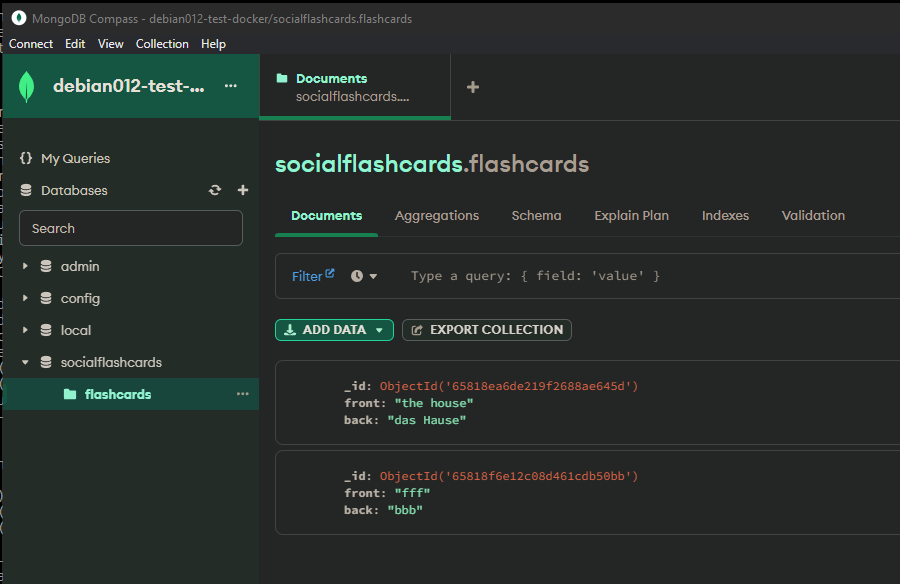 MongoDB Compass - debian012-test-docker/socialflashcards.flashcards
Connect Edit View Collection Help
debian012-test-... ...
Documents
socialflashcards....
+
{} My Queries
Databases +
Search
admin
config
local
socialflashcards
flashcards ...
socialflashcards.flashcards
Documents Aggregations Schema Explain Plan Indexes Validation
Filter Type a query: { field: 'value' }
ADD DATA EXPORT COLLECTION
_id: ObjectId('65818ea6de219f2688ae645d')
front: "the house"
back: "das Hause"
_id: ObjectId('65818f6e12c08d461cdb50bb')
front: "fff"
back: "bbb"